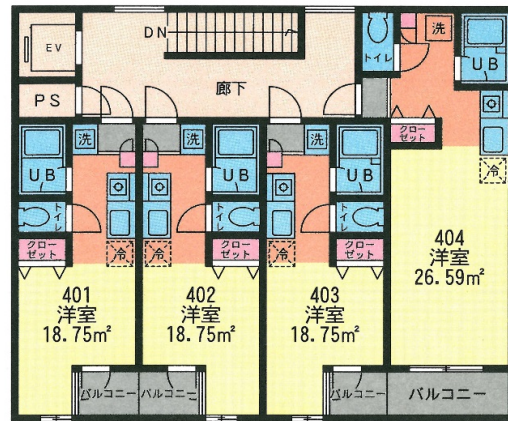 DN
EV
トイレ
洗
UB
PS
廊下
クロー
ゼット
冷
洗
洗
洗
UB
UB
UB
トイレ
トイレ
トイレ
クロー
ゼット
冷
冷
クロー
ゼット
冷
クロー
ゼット
404
洋室
26.59㎡
401
洋室
18.75㎡
402
洋室
18.75㎡
403
洋室
18.75㎡
バルコニー
バルコニー
バルコニー
バルコニー